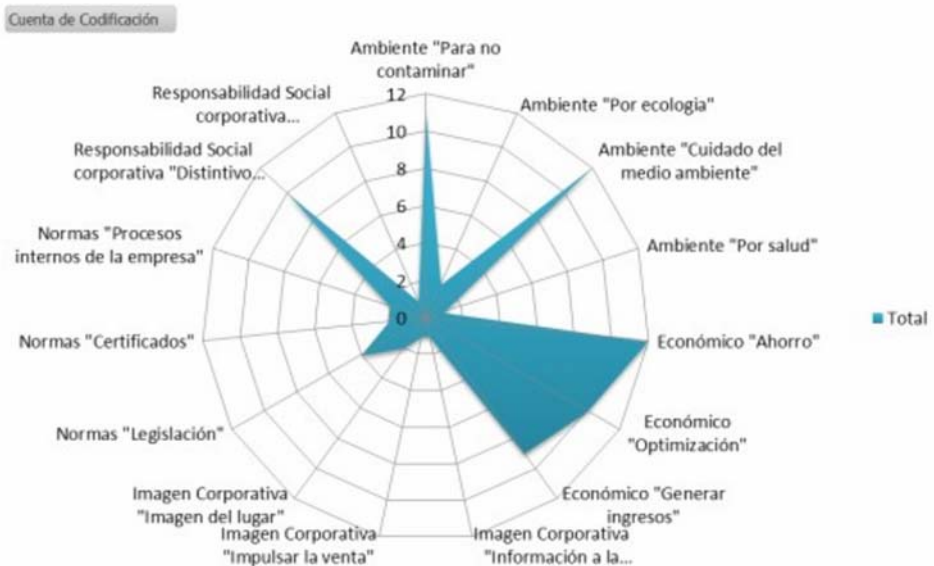 Cuenta de Codificación
Ambiente "Para no
contaminar"
Ambiente "Por ecologia"
Ambiente "Cuidado del
medio ambiente"
Ambiente "Por salud"
Económico "Ahorro"
Económico
"Optimización"
Económico "Generar
ingresos"
Imagen Corporativa
"Información a la...
Imagen Corporativa
"Impulsar la venta"
Imagen Corporativa
"Imagen del lugar"
Normas "Legislación"
Normas "Certificados"
Normas "Procesos
internos de la empresa"
Responsabilidad Social
corporativa "Distintivo...
Responsabilidad Social
corporativa...
12
10
8
6
4
2
0
Total